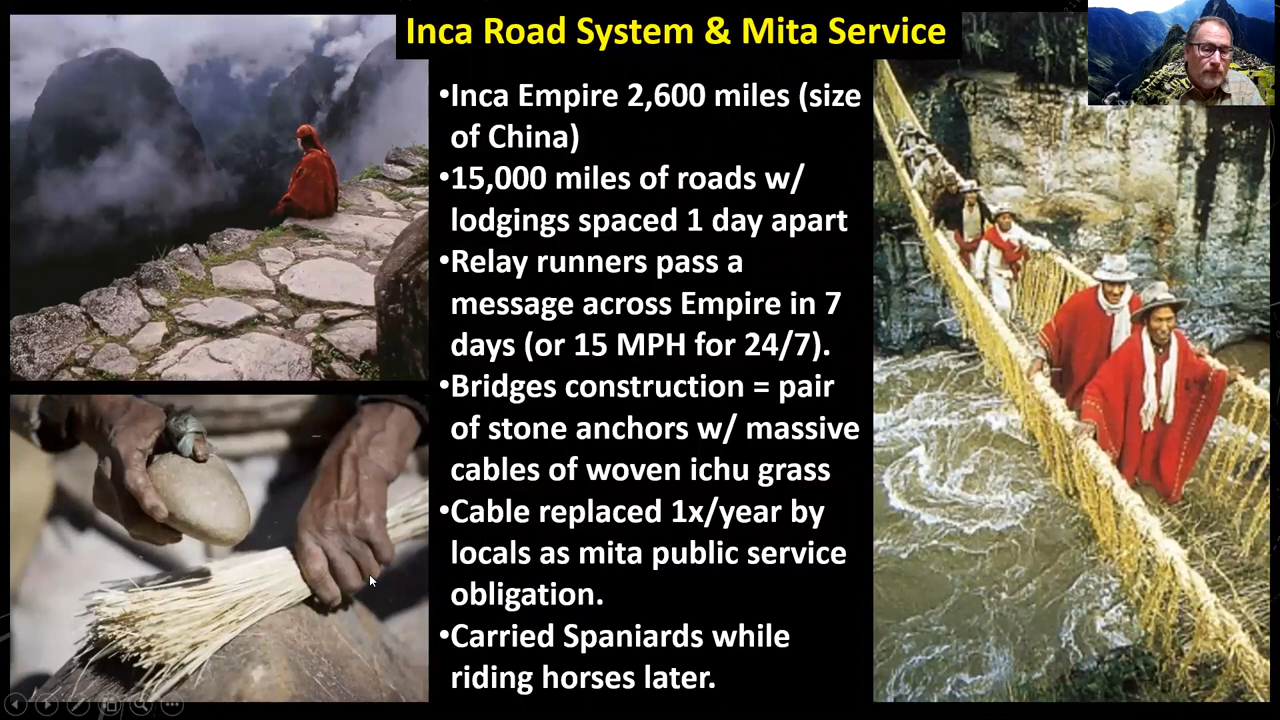 Inca Road System & Mita Service
•Inca Empire 2,600 miles (size
of China)
•15,000 miles of roads w/
lodgings spaced 1 day apart
•Relay runners pass a
message across Empire in 7
days (or 15 MPH for 24/7).
•Bridges construction = pair
of stone anchors w/ massive
cables of woven ichu grass
•Cable replaced 1x/year by
locals as mita public service
obligation.
•Carried Spaniards while
riding horses later.